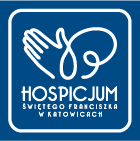 HOSPICJUM
ŚWIĘTEGO FRANCISZKA
W KATOWICACH